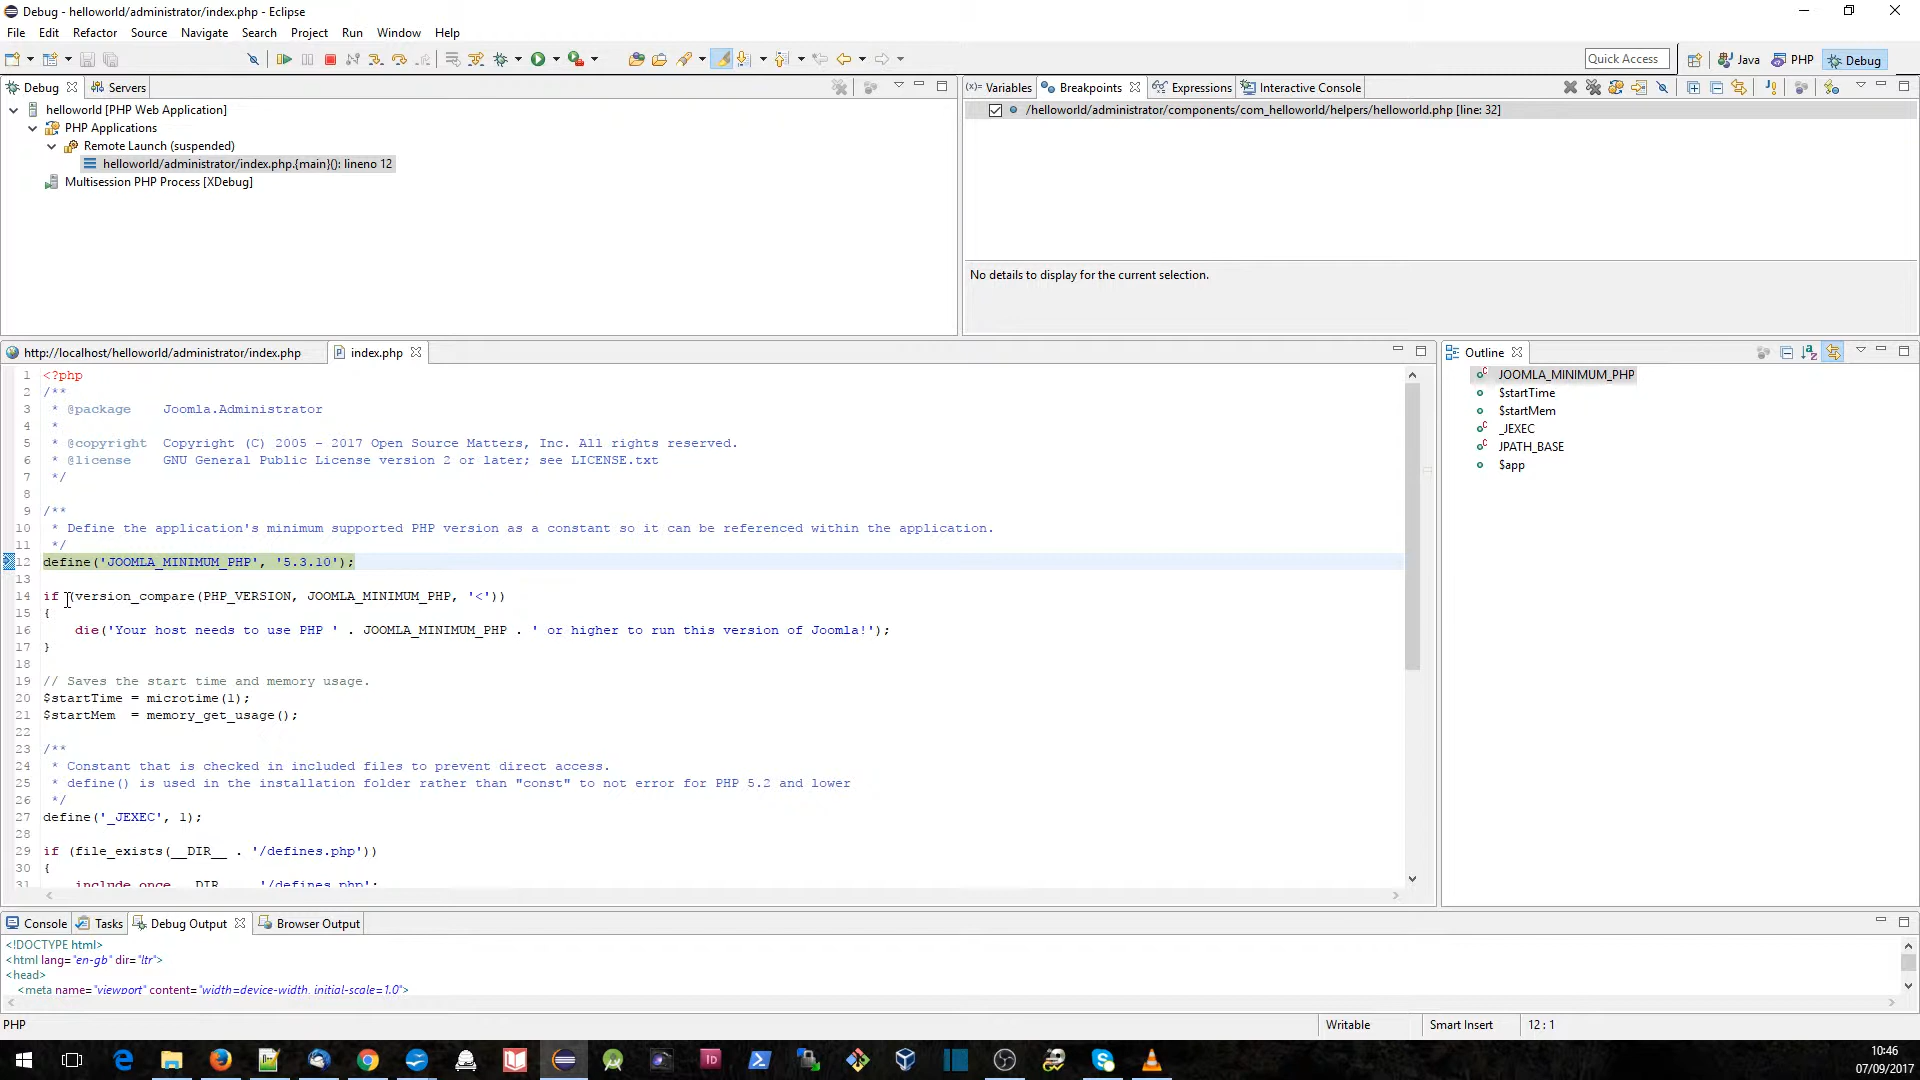 Debug - helloworld/administrator/index.php - Eclipse
File Edit Refactor Source Navigate Search Project Run Window Help
Quick Access Java PHP Debug
Debug Servers
helloworld [PHP Web Application]
PHP Applications
Remote Launch (suspended)
helloworld/administrator/index.php.{main}(): lineno 12
Multisession PHP Process [XDebug]
(x)= Variables Breakpoints Expressions Interactive Console
/helloworld/administrator/components/com_helloworld/helpers/helloworld.php [line: 32]
No details to display for the current selection.
http://localhost/helloworld/administrator/index.php index.php
1 <?php
2 /**
3 * @package Joomla.Administrator
4 *
5 * @copyright Copyright (C) 2005 - 2017 Open Source Matters, Inc. All rights reserved.
6 * @license GNU General Public License version 2 or later; see LICENSE.txt
7 */
8
9 /**
10 * Define the application's minimum supported PHP version as a constant so it can be referenced within the application.
11 */
12 define('JOOMLA_MINIMUM_PHP', '5.3.10');
13
14 if (version_compare(PHP_VERSION, JOOMLA_MINIMUM_PHP, '<'))
15 {
16 die('Your host needs to use PHP ' . JOOMLA_MINIMUM_PHP . ' or higher to run this version of Joomla!');
17 }
18
19 // Saves the start time and memory usage.
20 $startTime = microtime(1);
21 $startMem = memory_get_usage();
22
23 /**
24 * Constant that is checked in included files to prevent direct access.
25 * define() is used in the installation folder rather than "const" to not error for PHP 5.2 and lower
26 */
27 define('_JEXEC', 1);
28
29 if (file_exists(__DIR__ . '/defines.php'))
30 {
31 include_once __DIR__ . '/defines.php';
Outline
JOOMLA_MINIMUM_PHP
$startTime
$startMem
_JEXEC
JPATH_BASE
$app
Console Tasks Debug Output Browser Output
<!DOCTYPE html>
<html lang="en-gb" dir="ltr">
<head>
<meta name="viewport" content="width=device-width, initial-scale=1.0">
PHP Writable Smart Insert 12 : 1
10:46
07/09/2017